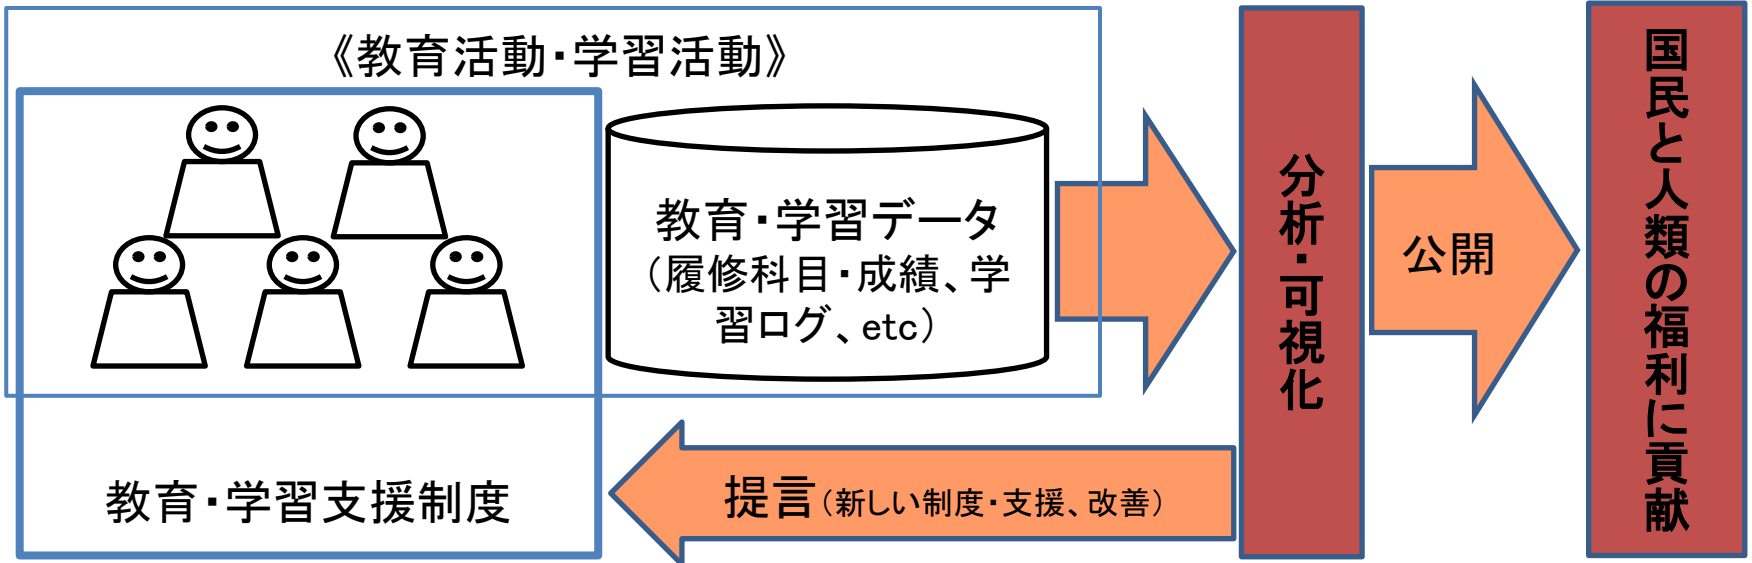 《教育活動・学習活動》
教育・学習データ
（履修科目・成績、学
習ログ、etc）
教育・学習支援制度
提言（新しい制度・支援、改善）
分析・可視化
公開
国民と人類の福利に貢献